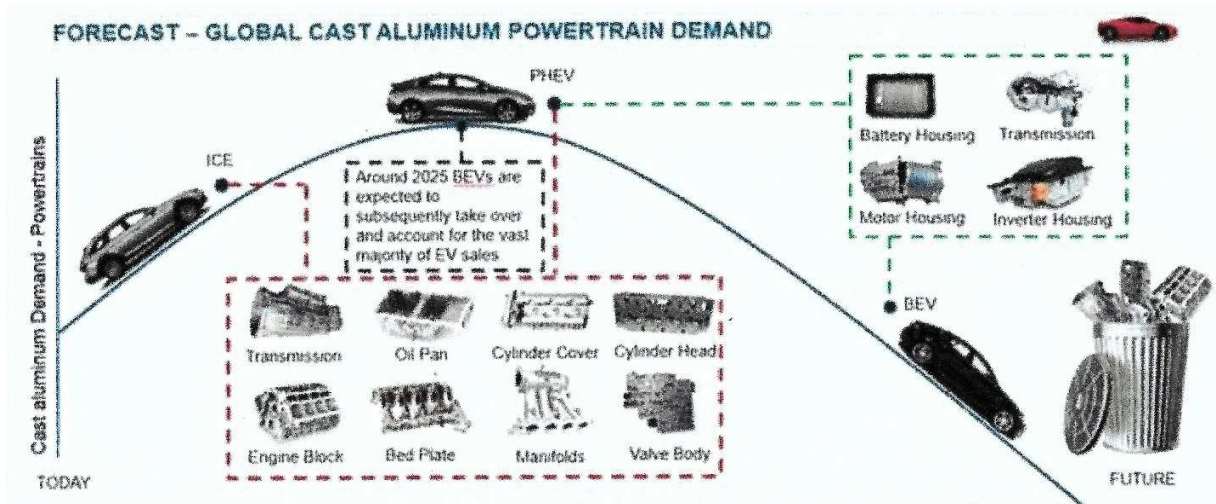 FORECAST – GLOBAL CAST ALUMINUM POWERTRAIN DEMAND
Cast aluminum Demand - Powertrains
PHEV
ICE
Around 2025 BEVs are
expected to
subsequently take over
and account for the vast
majority of EV sales
Battery Housing
Transmission
Motor Housing
Inverter Housing
Transmission
Oil Pan
Cylinder Cover
Cylinder Head
Engine Block
Bed Plate
Manifolds
Valve Body
BEV
TODAY
FUTURE